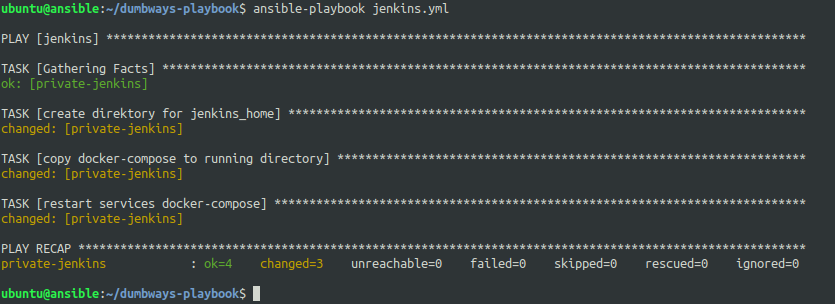 ubuntu@ansible:~/dumbways-playbook$ ansible-playbook jenkins.yml
PLAY [jenkins] ****************************************************************************************************
TASK [Gathering Facts] ********************************************************************************************
ok: [private-jenkins]
TASK [create direktory for jenkins_home] **************************************************************************
changed: [private-jenkins]
TASK [copy docker-compose to running directory] *******************************************************************
changed: [private-jenkins]
TASK [restart services docker-compose] ****************************************************************************
changed: [private-jenkins]
PLAY RECAP ********************************************************************************************************
private-jenkins            : ok=4    changed=3    unreachable=0    failed=0    skipped=0    rescued=0    ignored=0
ubuntu@ansible:~/dumbways-playbook$